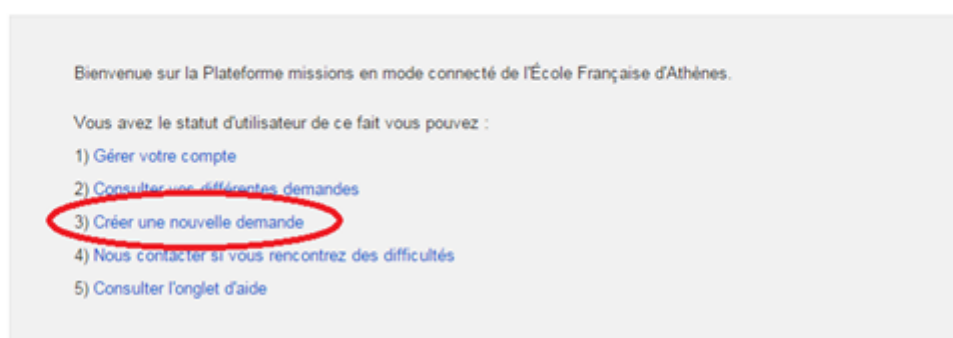 Bienvenue sur la Plateforme missions en mode connecté de l'École Française d'Athènes.
Vous avez le statut d'utilisateur de ce fait vous pouvez :
1) Gérer votre compte
2) Consulter vos différentes demandes
3) Créer une nouvelle demande
4) Nous contacter si vous rencontrez des difficultés
5) Consulter l'onglet d'aide